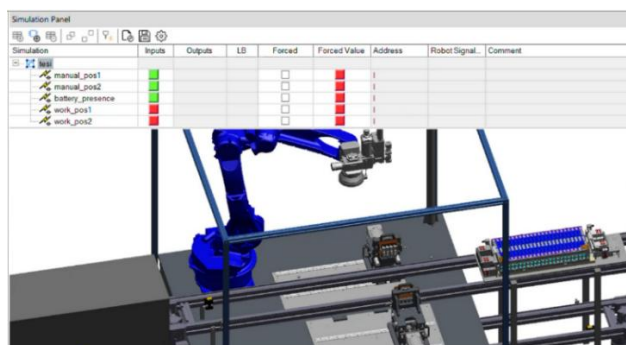 Simulation Panel
Simulation Inputs Outputs LB Forced Forced Value Address Robot Signal... Comment
test
manual_pos1 I
manual_pos2 I
battery_presence I
work_pos1 I
work_pos2 I